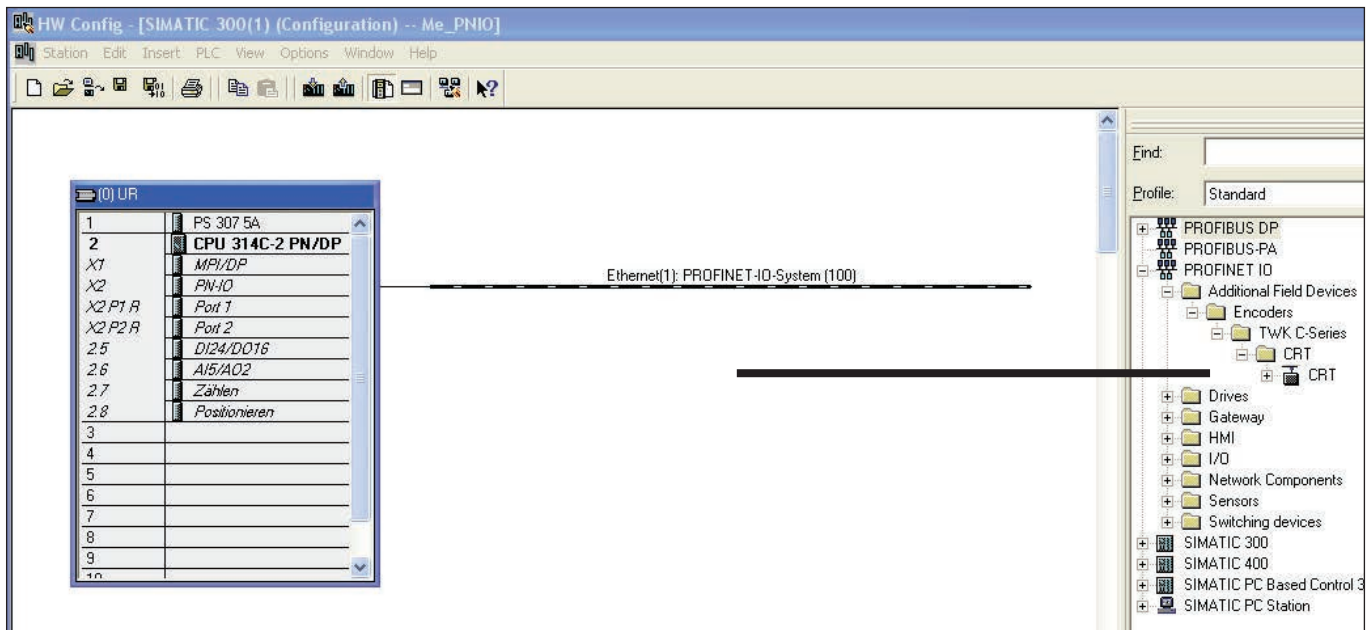 HW Config - [SIMATIC 300(1) (Configuration) -- Me_PNIO]
Station Edit Insert PLC View Options Window Help
(0) UR
1 PS 307 5A
2 CPU 314C-2 PN/DP
X1 MPI/DP
X2 PN-IO
X2 P1 R Port 1
X2 P2 R Port 2
2.5 DI24/DO16
2.6 AI5/AO2
2.7 Zählen
2.8 Positionieren
3
4
5
6
7
8
9
10
Ethernet(1): PROFINET-IO-System (100)
Find:
Profile: Standard
PROFIBUS DP
PROFIBUS-PA
PROFINET IO
Additional Field Devices
Encoders
TWK C-Series
CRT
CRT
Drives
Gateway
HMI
I/O
Network Components
Sensors
Switching devices
SIMATIC 300
SIMATIC 400
SIMATIC PC Based Control 3
SIMATIC PC Station